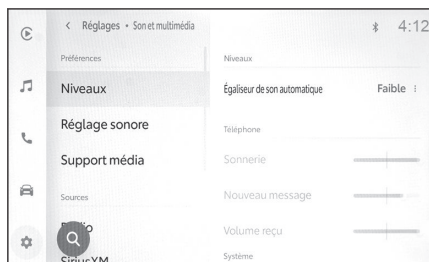 < Réglages • Son et multimédia
4:12
Préférences
Niveaux
Réglage sonore
Support média
Sources
Radio
SiriusXM
Niveaux
Égaliseur de son automatique
Faible
Téléphone
Sonnerie
Nouveau message
Volume reçu
Système